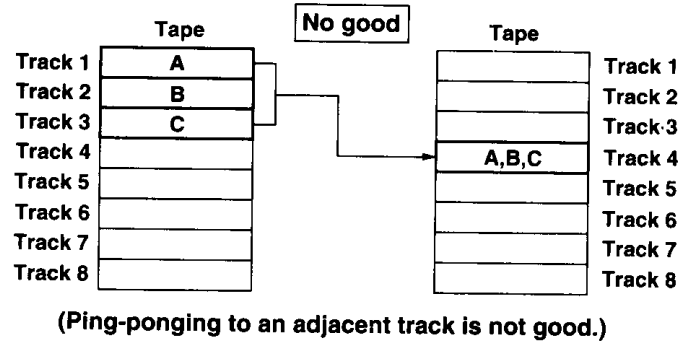 No good
Tape
Track 1 A
Track 2 B
Track 3 C
Track 4
Track 5
Track 6
Track 7
Track 8
Tape
Track 1
Track 2
Track 3
A,B,C Track 4
Track 5
Track 6
Track 7
Track 8
(Ping-ponging to an adjacent track is not good.)